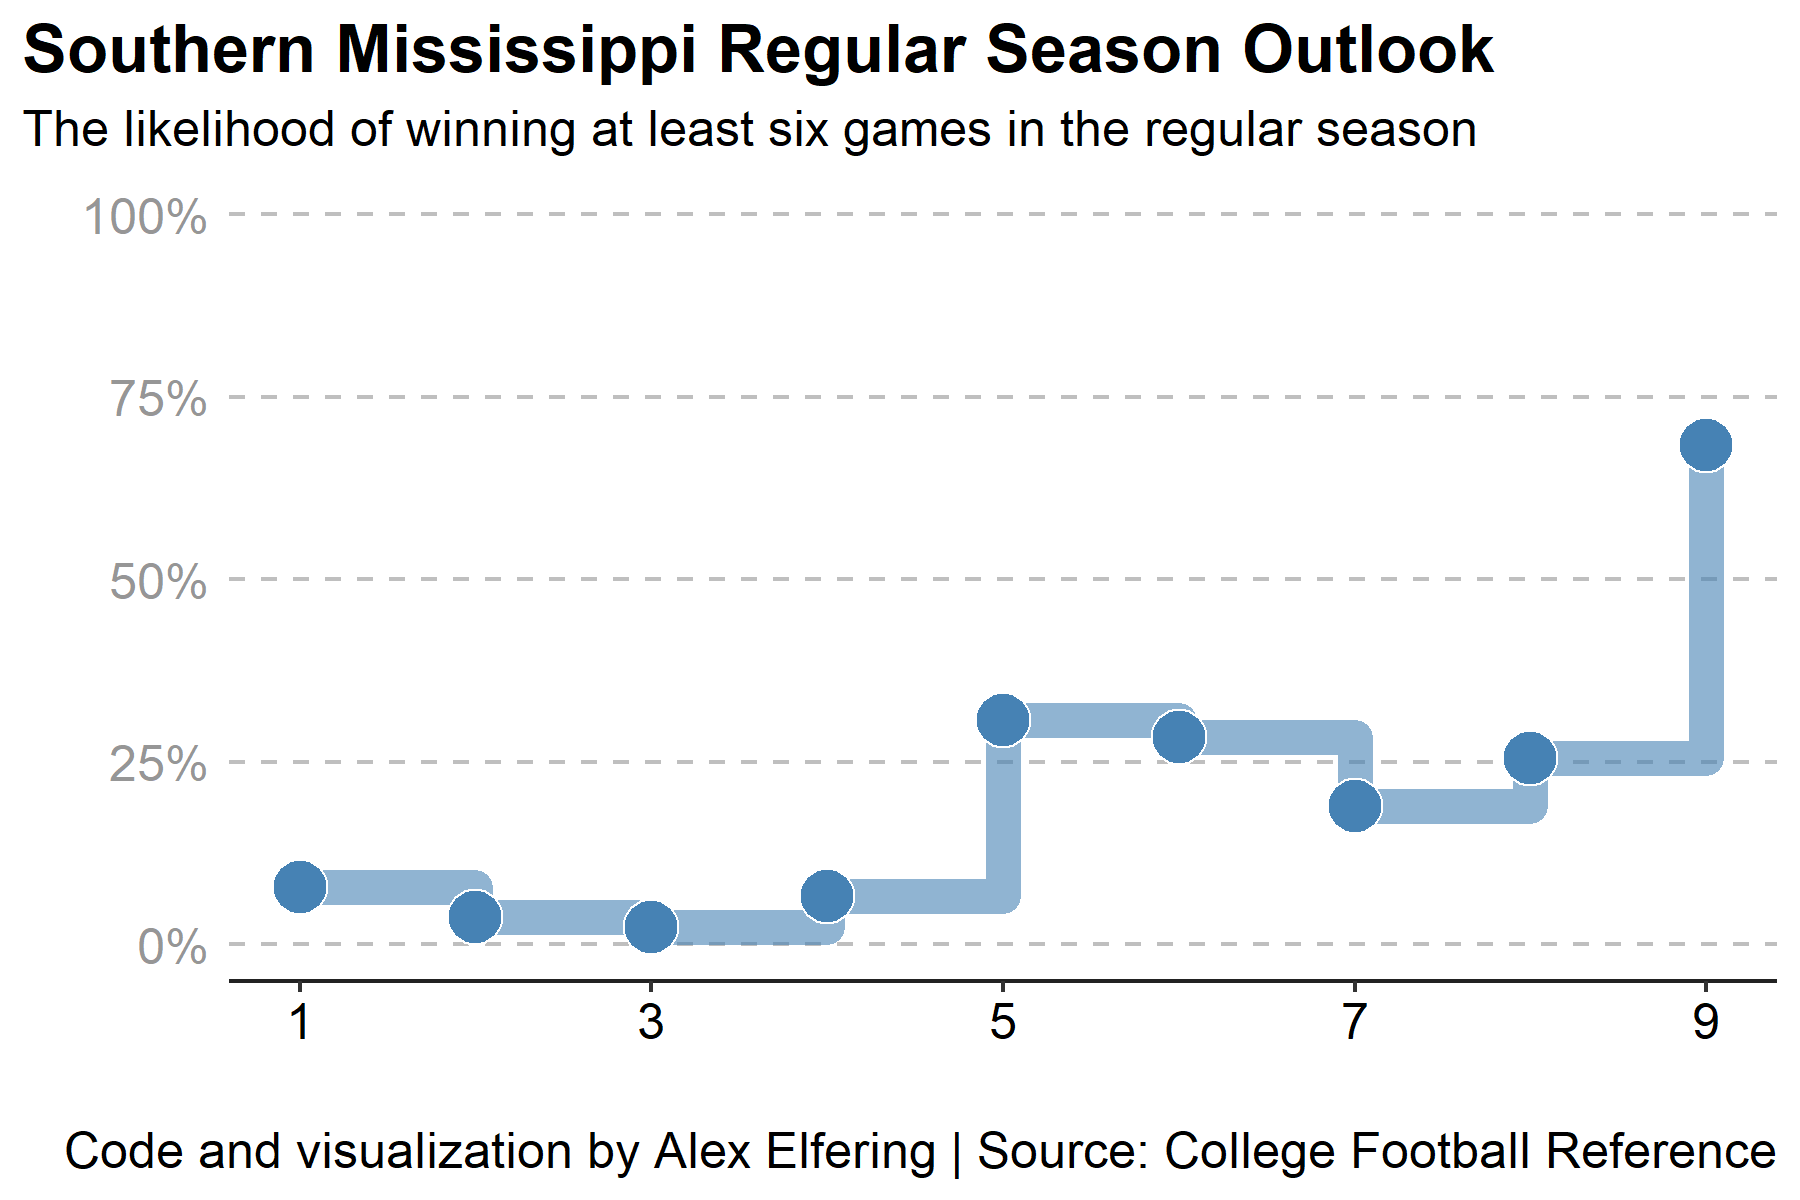 Southern Mississippi Regular Season Outlook
The likelihood of winning at least six games in the regular season
100%
75%
50%
25%
0%
1 3 5 7 9
Code and visualization by Alex Elfering | Source: College Football Reference